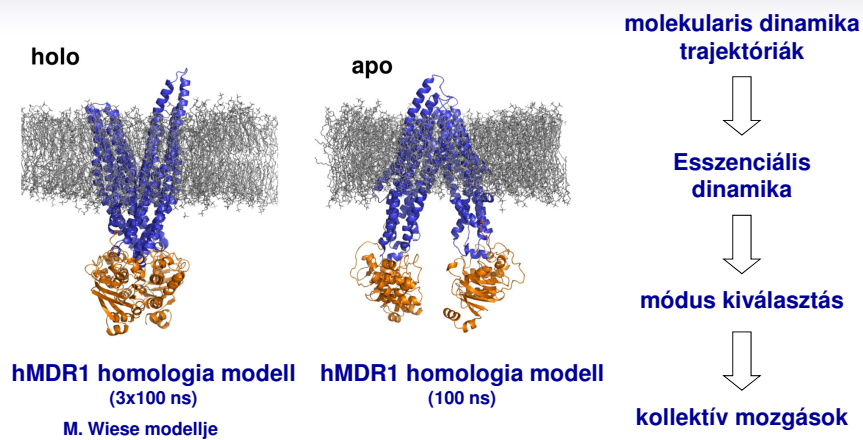 holo
apo
hMDR1 homologia modell
(3x100 ns)
M. Wiese modellje
hMDR1 homologia modell
(100 ns)
molekularis dinamika
trajektóriák
Esszenciális
dinamika
módus kiválasztás
kollektív mozgások